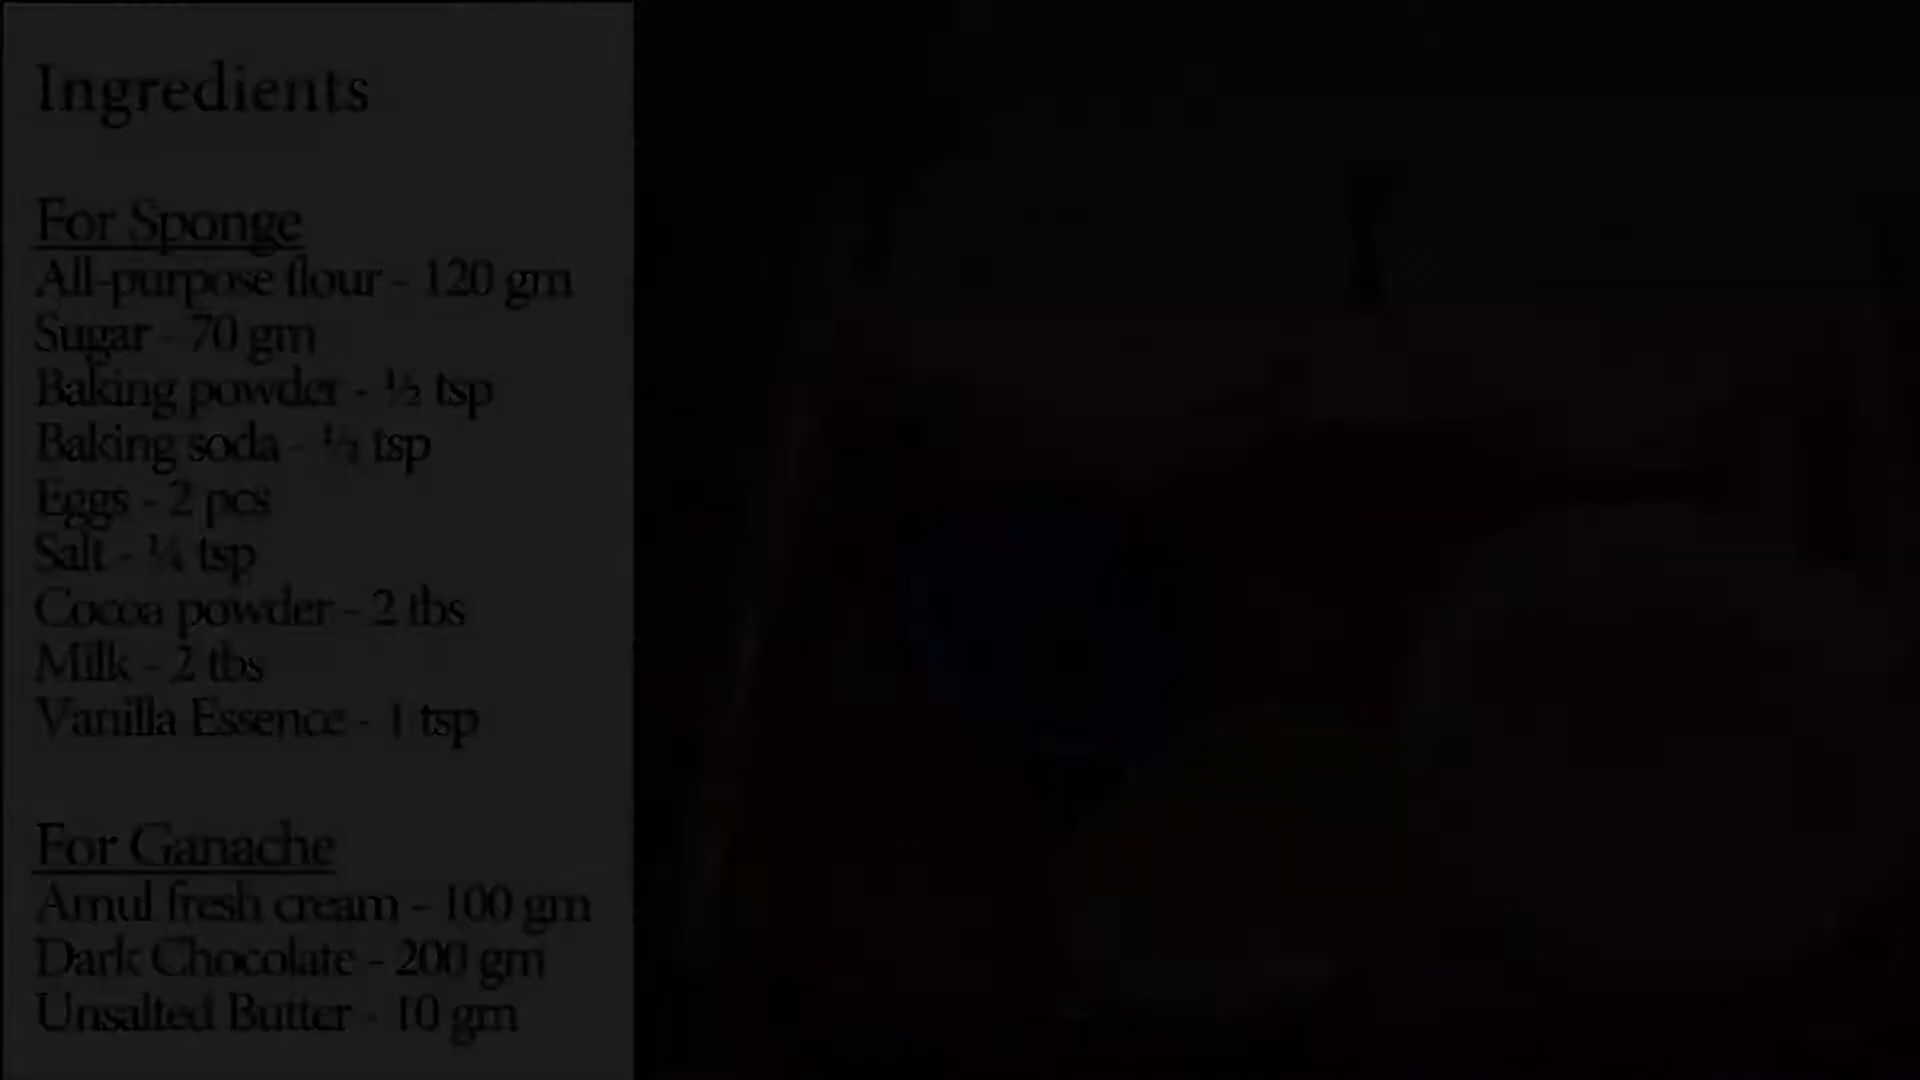 Ingredients
For Sponge
All-purpose flour - 120 gm
Sugar - 70 gm
Baking powder - ½ tsp
Baking soda - ½ tsp
Eggs - 2 pcs
Salt - ¼ tsp
Cocoa powder - 2 tbs
Milk - 2 tbs
Vanilla Essence - 1 tsp
For Ganache
Amul fresh cream - 100 gm
Dark Chocolate - 200 gm
Unsalted Butter - 10 gm